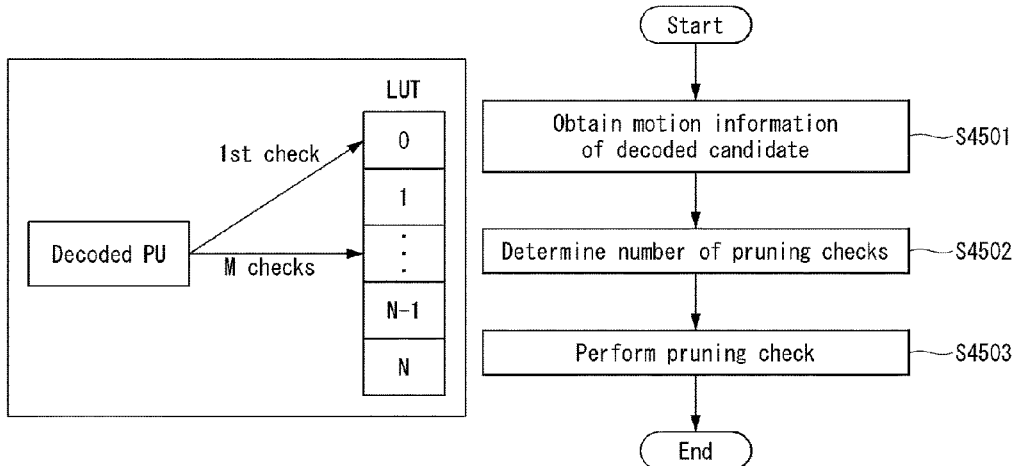 LUT
0
1st check
1
Decoded PU
M checks
⋮
N-1
N
Start
Obtain motion information
of decoded candidate
S4501
Determine number of pruning checks
S4502
Perform pruning check
S4503
End